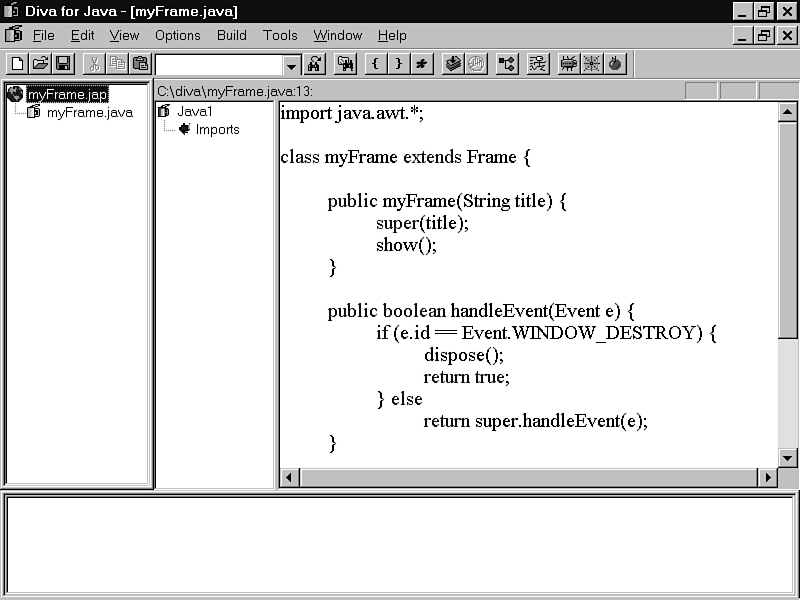 Diva for Java - [myFrame.java]
File Edit View Options Build Tools Window Help
{ } *
myFrame.jap
myFrame.java
C:\diva\myFrame.java:13:
Java1
Imports
import java.awt.*;
class myFrame extends Frame {
public myFrame(String title) {
super(title);
show();
}
public boolean handleEvent(Event e) {
if (e.id == Event.WINDOW_DESTROY) {
dispose();
return true;
} else
return super.handleEvent(e);
}